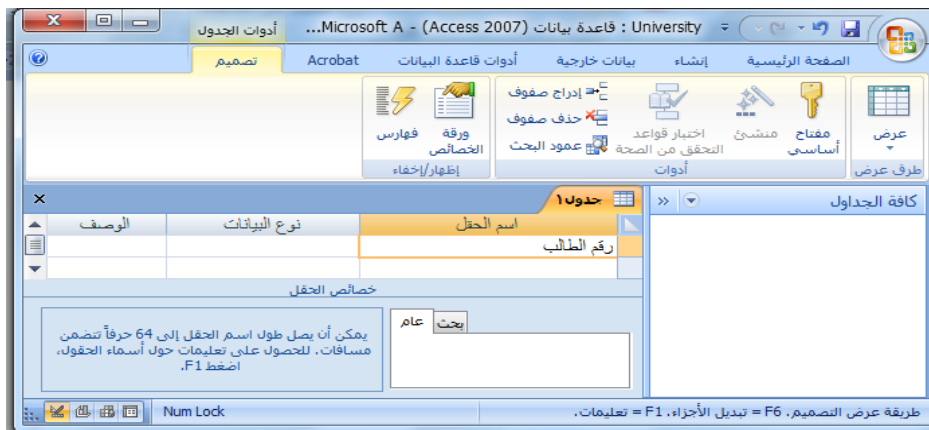 University : قاعدة بيانات (Access 2007) - Microsoft A...
أدوات الجدول
الصفحة الرئيسية
إنشاء
بيانات خارجية
أدوات قاعدة البيانات
Acrobat
تصميم
عرض
مفتاح أساسي
منشئ
اختبار قواعد التحقق من الصحة
إدراج صفوف
حذف صفوف
عمود البحث
ورقة الخصائص
فهارس
طرق عرض
أدوات
إظهار/إخفاء
كافة الجداول
جدول١
اسم الحقل
نوع البيانات
الوصف
رقم الطالب
خصائص الحقل
عام
بحث
يمكن أن يصل طول اسم الحقل إلى 64 حرفاً تتضمن
مسافات. للحصول على تعليمات حول أسماء الحقول،
اضغط F1.
طريقة عرض التصميم. F6 = تبديل الأجزاء. F1 = تعليمات.
Num Lock